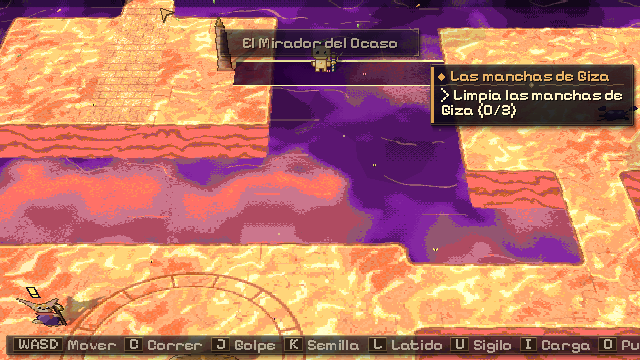 El Mirador del Ocaso
Las manchas de Giza
Limpia las manchas de
Giza (0/3)
WASD Mover C Correr J Golpe K Semilla L Latido U Sigilo I Carga O Pu